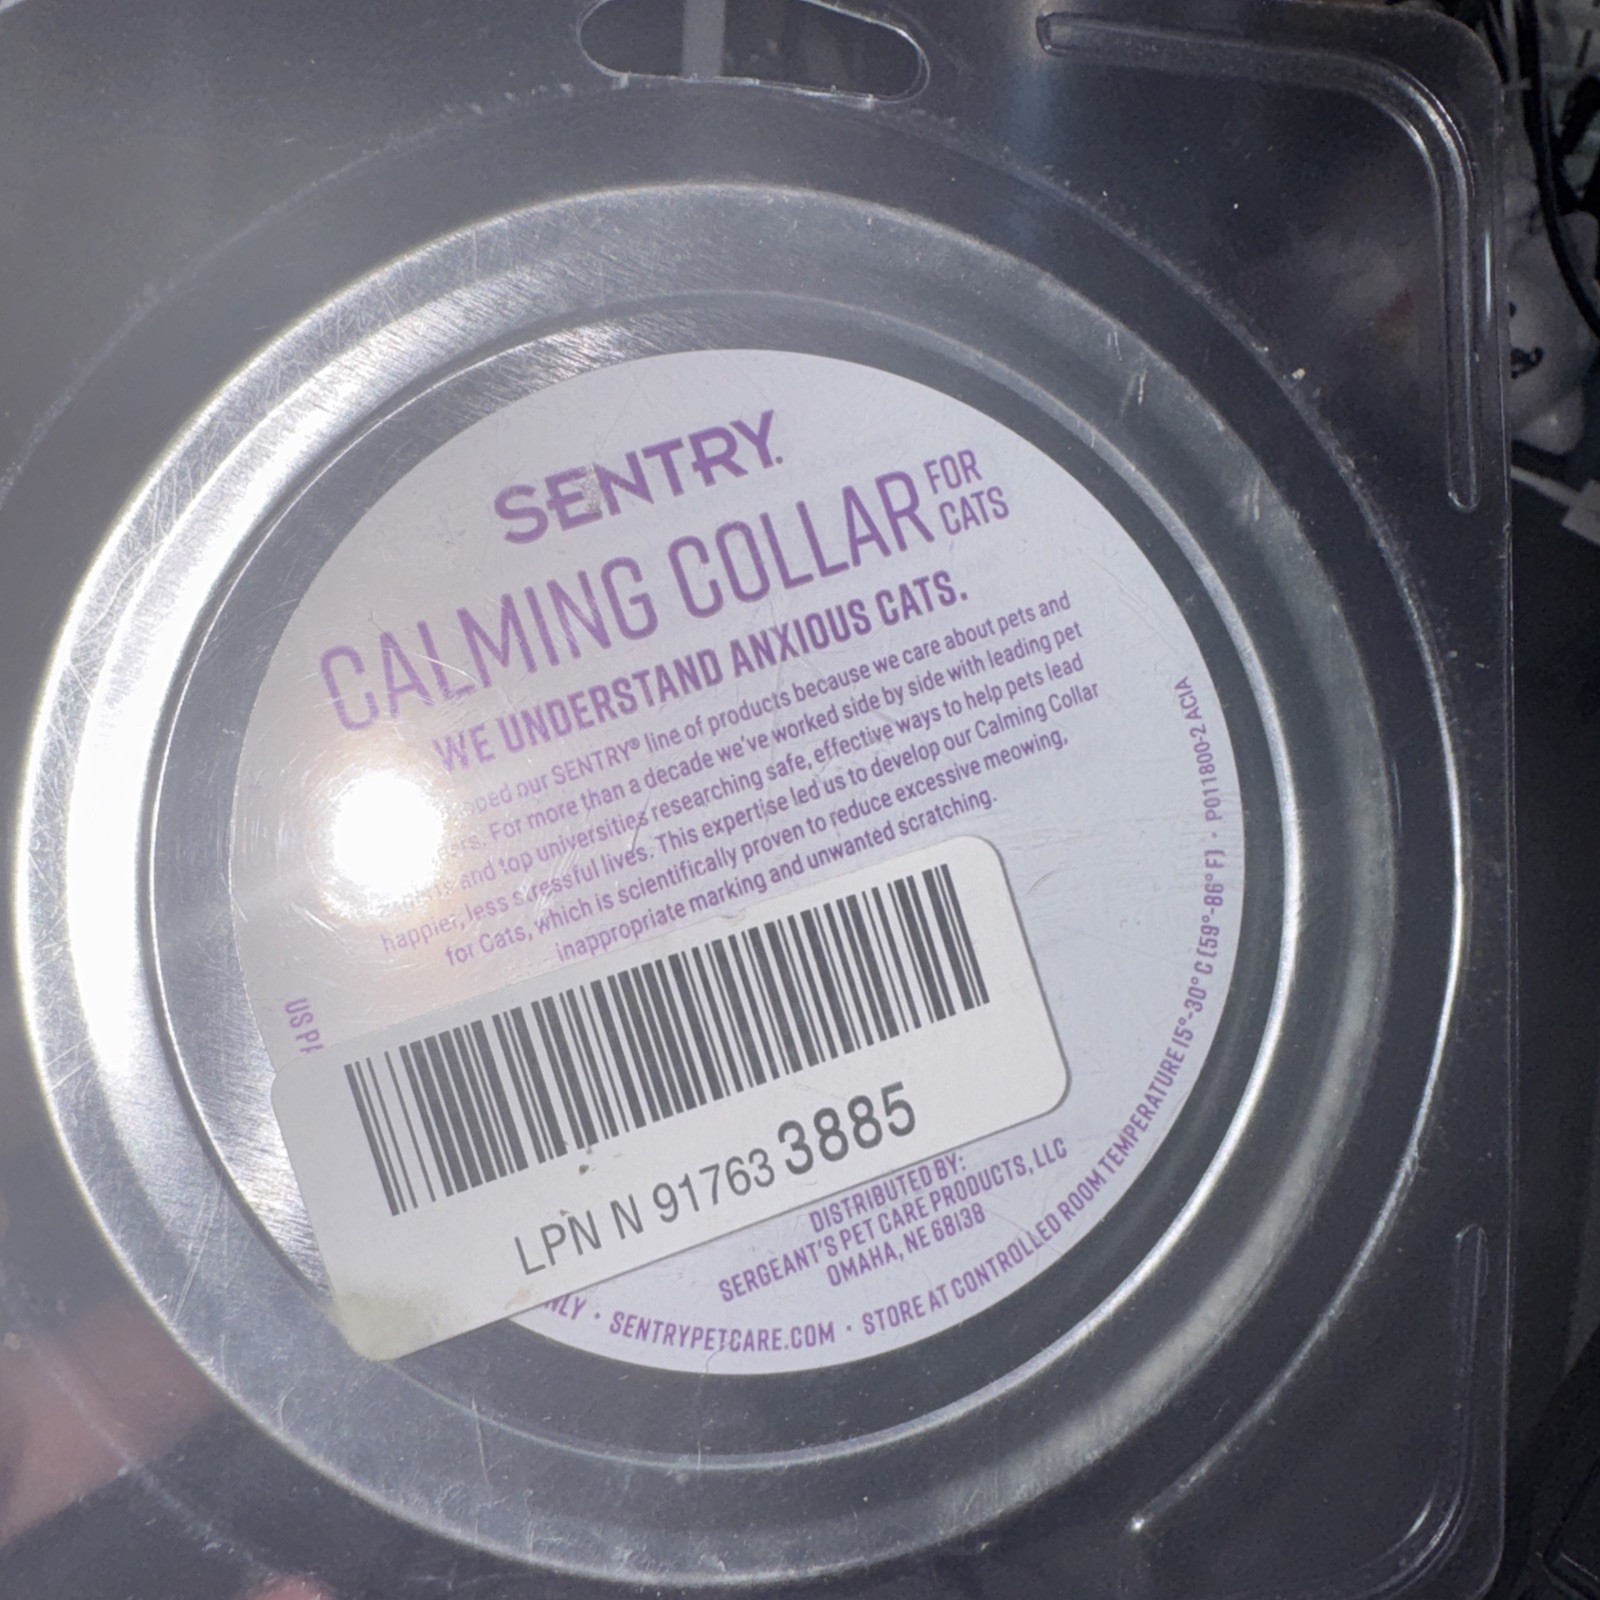 SENTRY.
CALMING COLLAR FOR CATS
WE UNDERSTAND ANXIOUS CATS.
our SENTRY® line of products because we care about pets and
For more than a decade we've worked side by side with leading pet
and top universities researching safe, effective ways to help pets lead
happier, less stressful lives. This expertise led us to develop our Calming Collar
for Cats, which is scientifically proven to reduce excessive meowing,
inappropriate marking and unwanted scratching.
LPN N 91763 3885
DISTRIBUTED BY:
SERGEANT'S PET CARE PRODUCTS, LLC
OMAHA, NE 68138
US
· SENTRYPETCARE.COM · STORE AT CONTROLLED ROOM TEMPERATURE 15°-30° C (59°-86° F) · P011800-2 ACIA